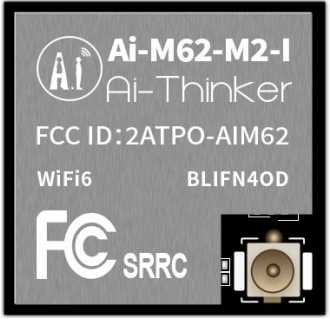 Ai-M62-M2-I
Ai-Thinker
FCC ID:2ATPO-AIM62
WiFi6 BLIFN4OD
FC SRRC